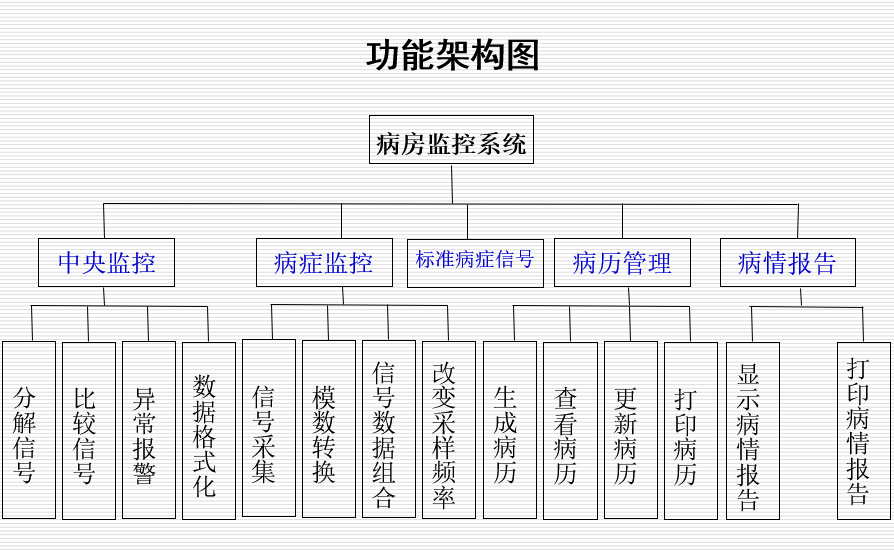 功能架构图
病房监控系统
中央监控
病症监控
标准病症信号
病历管理
病情报告
分解信号
比较信号
异常报警
数据格式化
信号采集
模数转换
信号数据组合
改变采样频率
生成病历
查看病历
更新病历
打印病历
显示病情报告
打印病情报告